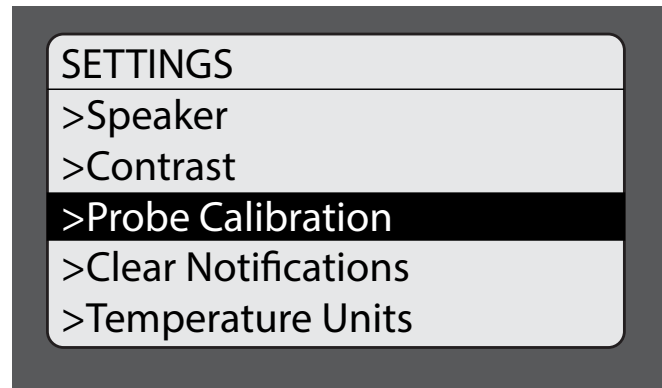 SETTINGS
>Speaker
>Contrast
>Probe Calibration
>Clear Notifications
>Temperature Units